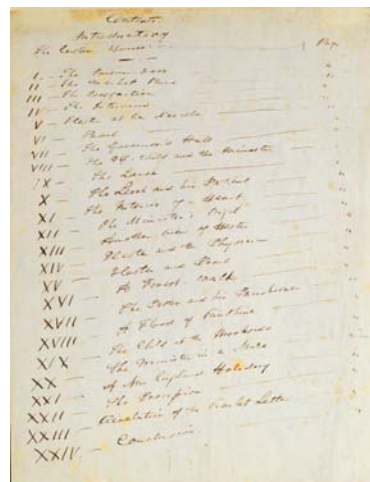 Contents.
Introductory
The Custom House Page
I. - The Prison-Door "
II - The Market Place "
III - The Recognition "
IV - The Interview "
V - Hester at her Needle "
VI - Pearl "
VII - The Governor's Hall "
VIII - The Elf-Child and the Minister "
IX - The Leech "
X - The Leech and his Patient "
XI - The Interior of a Heart "
XII - The Minister's Vigil "
XIII - Another View of Hester "
XIV - Hester and the Physician "
XV - Hester and Pearl "
XVI - A Forest Walk "
XVII - The Pastor and his Parishioner "
XVIII - A Flood of Sunshine "
XIX - The Child at the Brookside "
XX - The Minister in a Maze "
XXI - A New England Holiday "
XXII - The Procession "
XXIII - Revelation of the Scarlet Letter "
XXIV - Conclusion "